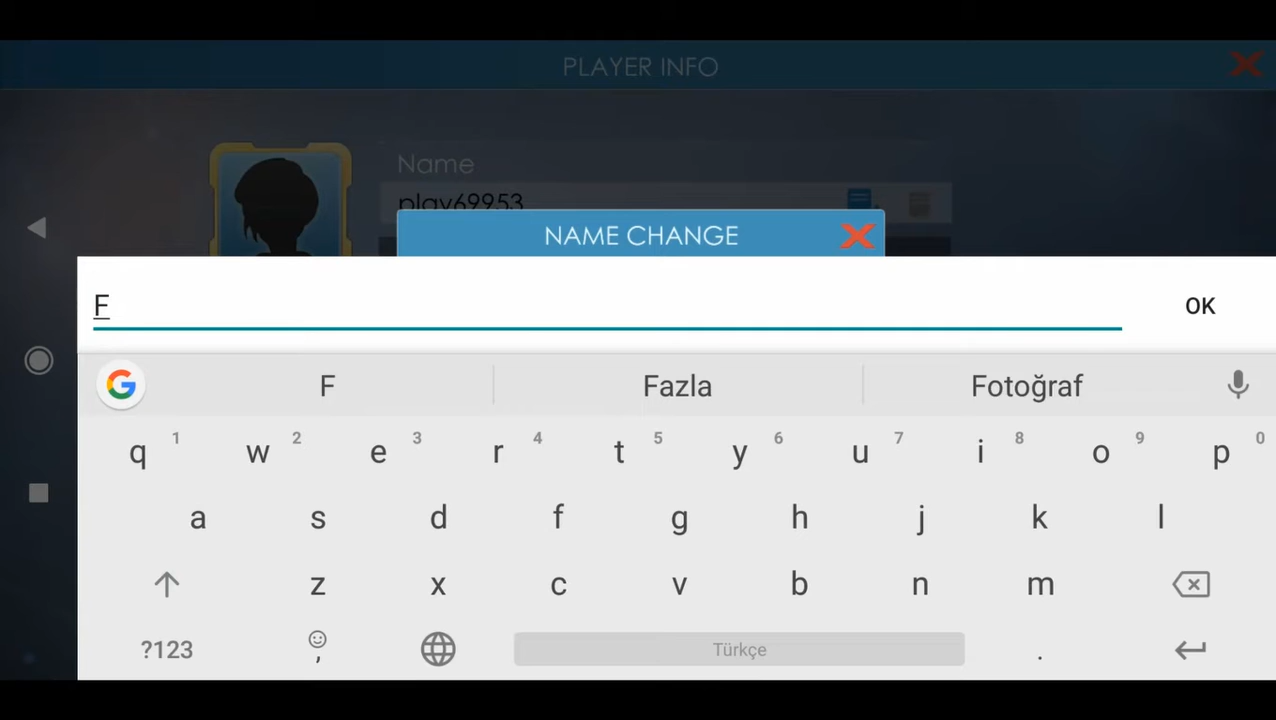 PLAYER INFO
Name
play69953
NAME CHANGE
F
OK
F Fazla Fotoğraf
q 1 w 2 e 3 r 4 t 5 y 6 u 7 i 8 o 9 p 0
a s d f g h j k l
z x c v b n m
?123 , Türkçe .